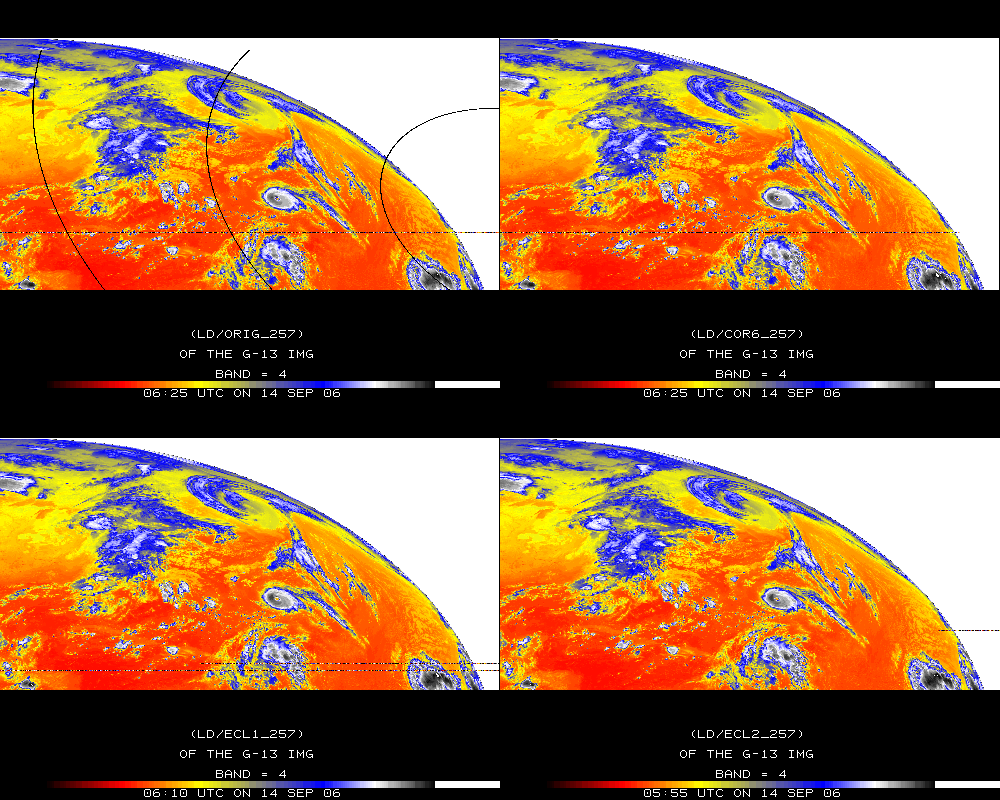 (LD/ORIG_257)
OF THE G-13 IMG
BAND = 4
06:25 UTC ON 14 SEP 06
(LD/COR6_257)
OF THE G-13 IMG
BAND = 4
06:25 UTC ON 14 SEP 06
(LD/ECL1_257)
OF THE G-13 IMG
BAND = 4
06:10 UTC ON 14 SEP 06
(LD/ECL2_257)
OF THE G-13 IMG
BAND = 4
05:55 UTC ON 14 SEP 06